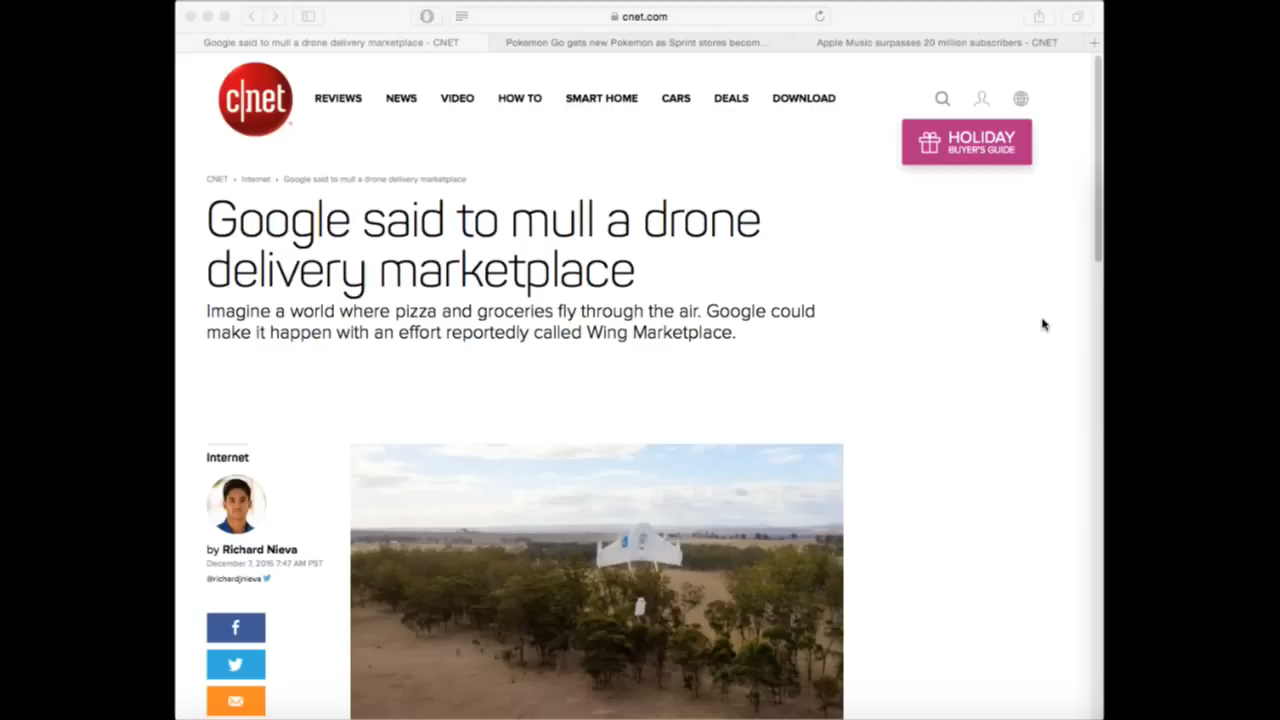 cnet.com
Google said to mull a drone delivery marketplace - CNET
Pokemon Go gets new Pokemon as Sprint stores becom...
Apple Music surpasses 20 million subscribers - CNET
c|net
REVIEWS
NEWS
VIDEO
HOW TO
SMART HOME
CARS
DEALS
DOWNLOAD
HOLIDAY
BUYER'S GUIDE
CNET › Internet › Google said to mull a drone delivery marketplace
Google said to mull a drone
delivery marketplace
Imagine a world where pizza and groceries fly through the air. Google could
make it happen with an effort reportedly called Wing Marketplace.
Internet
by Richard Nieva
December 7, 2016 7:47 AM PST
@richardjnieva